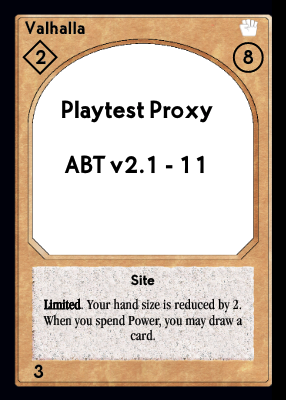 Valhalla
2
8
Playtest Proxy
ABT v2.1 - 11
Site
Limited. Your hand size is reduced by 2.
When you spend Power, you may draw a
card.
3